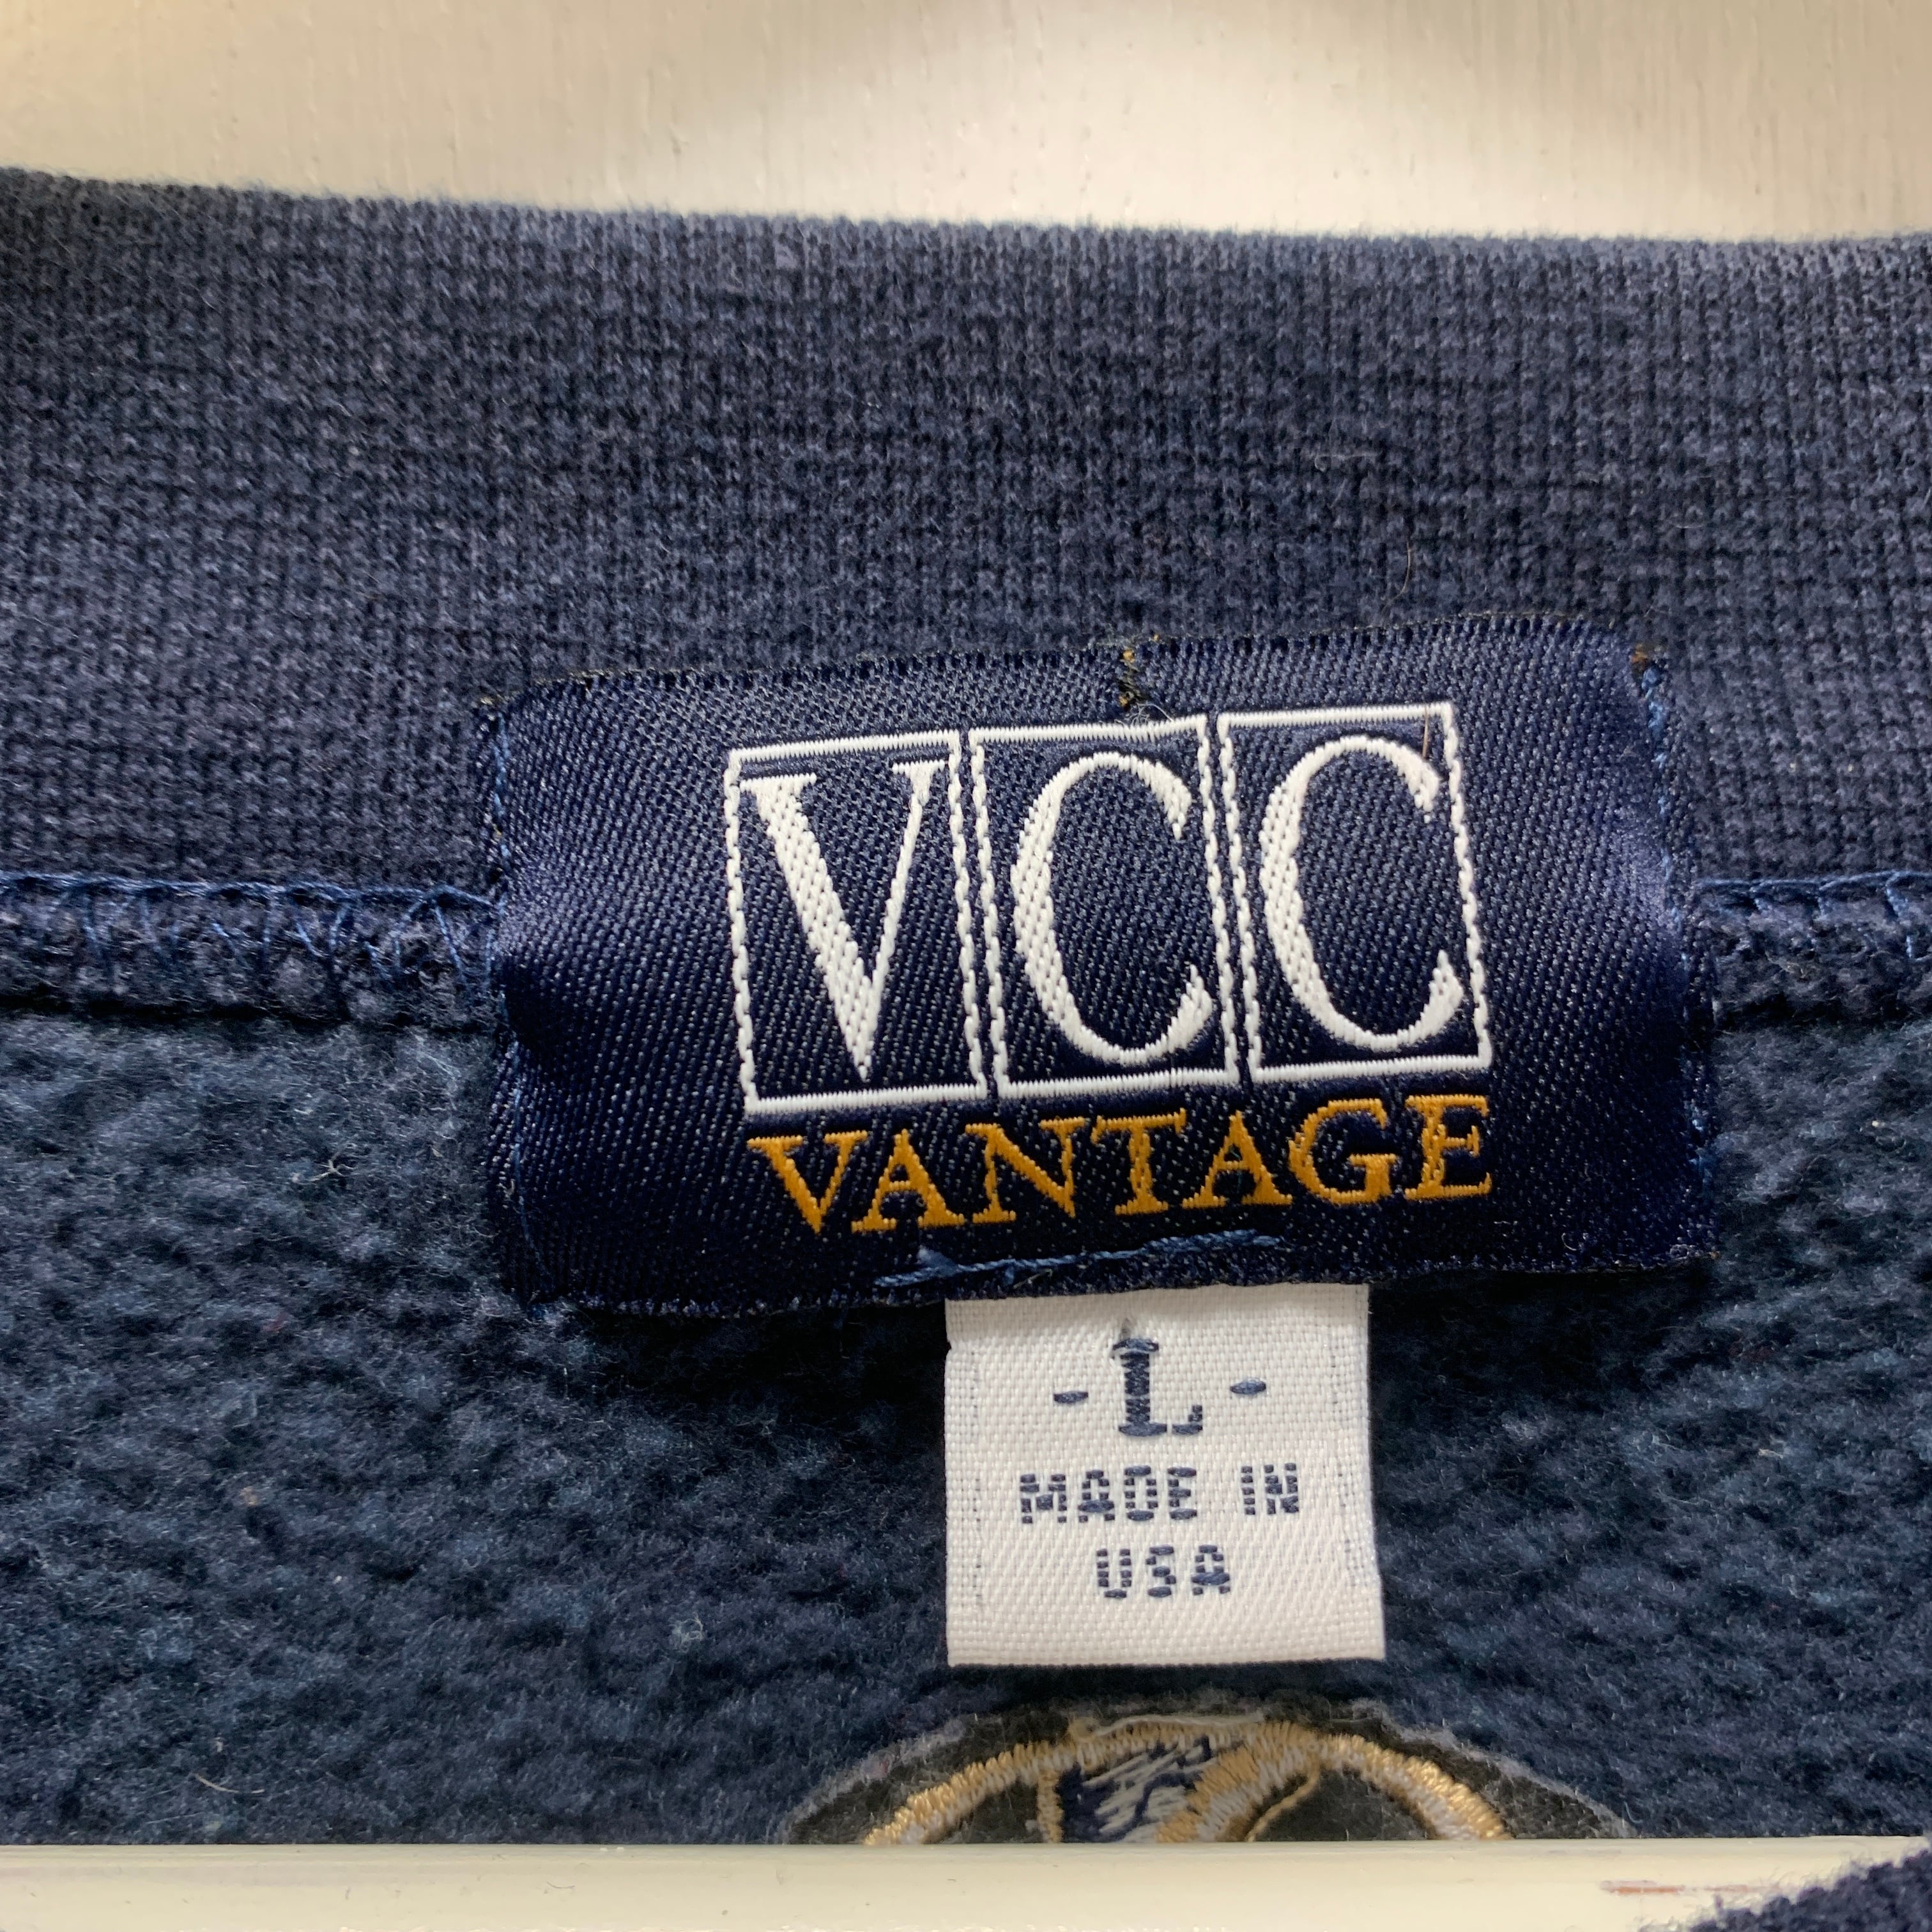 VCC
VANTAGE
- L -
MADE IN
USA